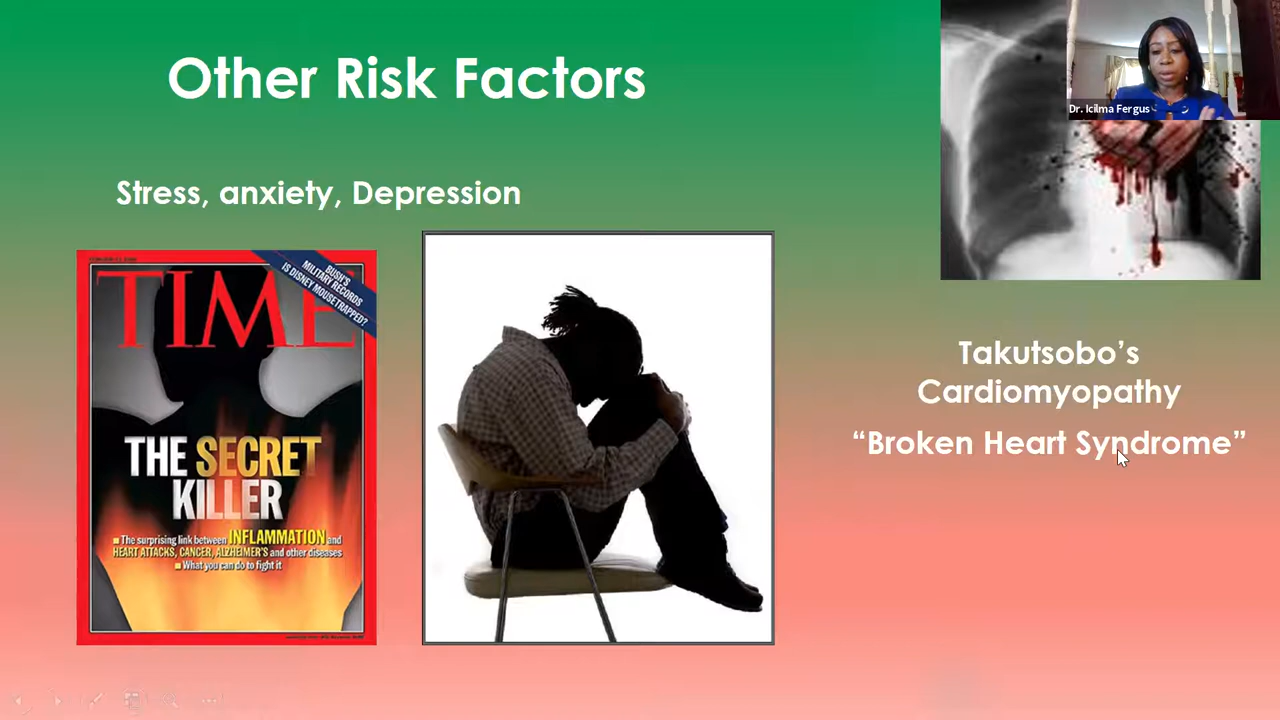 Other Risk Factors
Dr. Icilma Fergus
Stress, anxiety, Depression
BUSH'S
MILITARY RECORDS
IS DISNEY MOUSETRAPPED?
TIME
THE SECRET
KILLER
The surprising link between INFLAMMATION and
HEART ATTACKS, CANCER, ALZHEIMER'S and other diseases
What you can do to fight it
Takutsobo’s
Cardiomyopathy
“Broken Heart Syndrome”